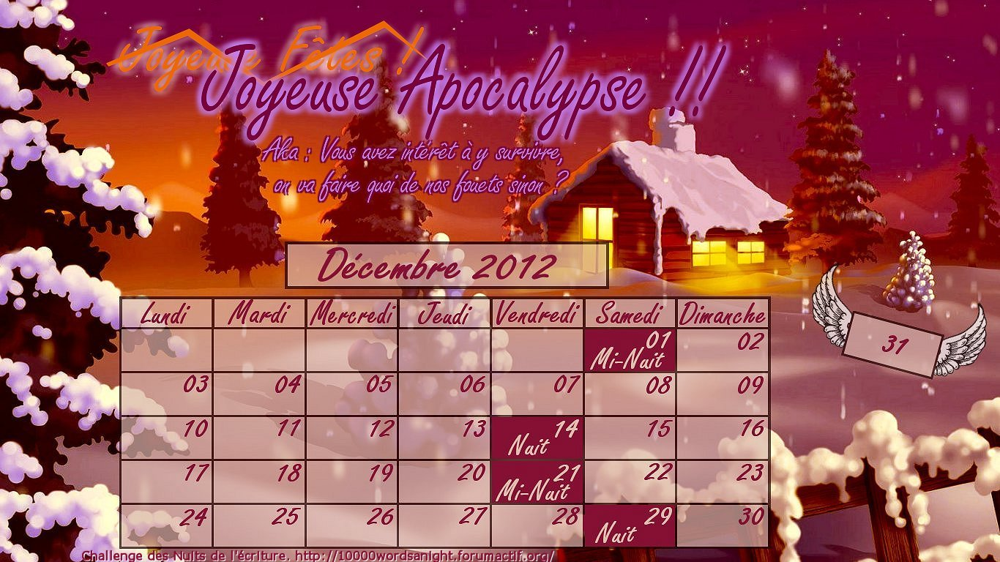 Joyeuse Fêtes !
Joyeuse Apocalypse !!
Aka : Vous avez intérêt à y survivre,
on va faire quoi de nos fouets sinon ?
Décembre 2012
Lundi Mardi Mercredi Jeudi Vendredi Samedi Dimanche
01 02
Mi-Nuit
03 04 05 06 07 08 09
10 11 12 13 14 15 16
Nuit
17 18 19 20 21 22 23
Mi-Nuit
24 25 26 27 28 29 30
Nuit
31
Challenge des Nuits de l'écriture, http://10000wordsanight.forumactif.org/